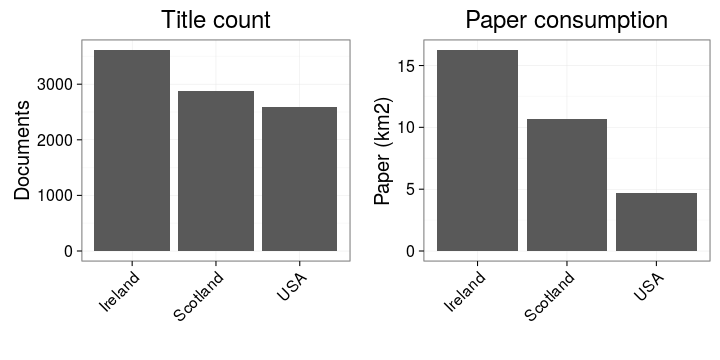 Title count
Documents
3000
2000
1000
0
Ireland
Scotland
USA
Paper consumption
Paper (km2)
15
10
5
0
Ireland
Scotland
USA